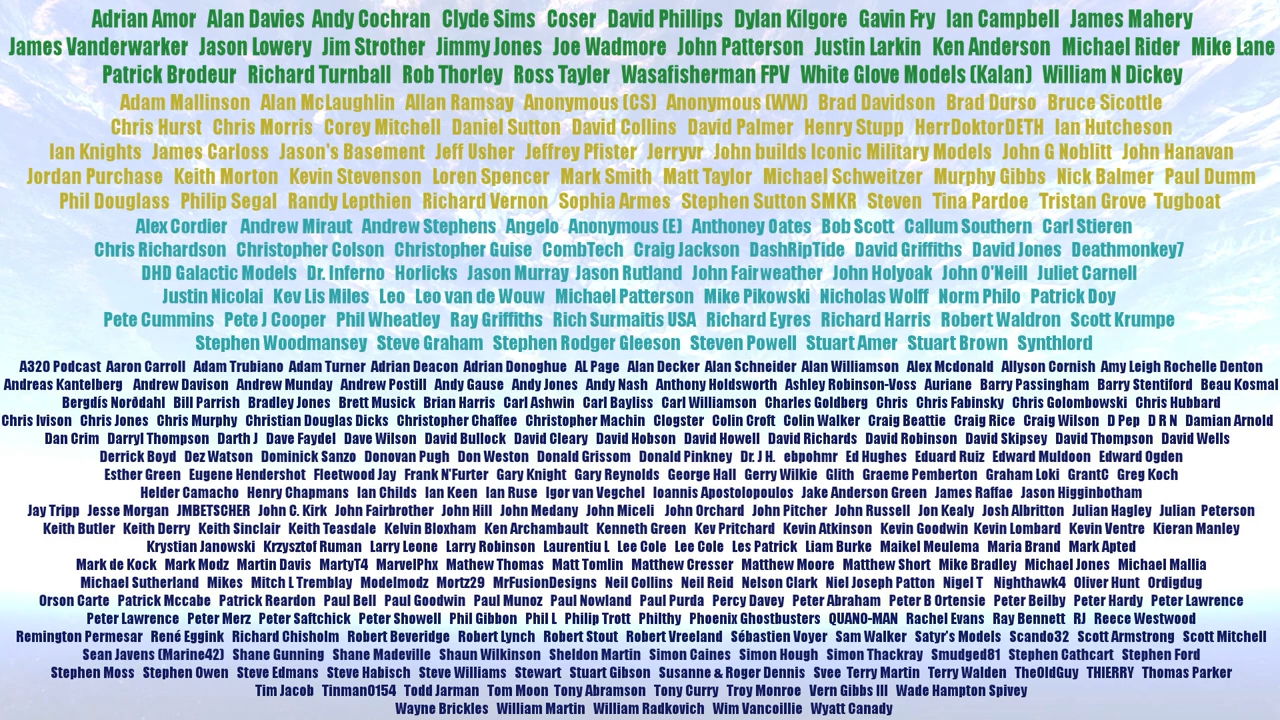 Adrian Amor Alan Davies Andy Cochran Clyde Sims Coser David Phillips Dylan Kilgore Gavin Fry Ian Campbell James Mahery
James Vanderwarker Jason Lowery Jim Strother Jimmy Jones Joe Wadmore John Patterson Justin Larkin Ken Anderson Michael Rider Mike Lane
Patrick Brodeur Richard Turnball Rob Thorley Ross Tayler Wasafisherman FPV White Glove Models (Kalan) William N Dickey
Adam Mallinson Alan McLaughlin Allan Ramsay Anonymous (CS) Anonymous (WW) Brad Davidson Brad Durso Bruce Sicottle
Chris Hurst Chris Morris Corey Mitchell Daniel Sutton David Collins David Palmer Henry Stupp HerrDoktorDETH Ian Hutcheson
Ian Knights James Carloss Jason's Basement Jeff Usher Jeffrey Pfister Jerryvr John builds Iconic Military Models John G Noblitt John Hanavan
Jordan Purchase Keith Morton Kevin Stevenson Loren Spencer Mark Smith Matt Taylor Michael Schweitzer Murphy Gibbs Nick Balmer Paul Dumm
Phil Douglass Philip Segal Randy Lepthien Richard Vernon Sophia Armes Stephen Sutton SMKR Steven Tina Pardoe Tristan Grove Tugboat
Alex Cordier Andrew Miraut Andrew Stephens Angelo Anonymous (E) Anthoney Oates Bob Scott Callum Southern Carl Stieren
Chris Richardson Christopher Colson Christopher Guise CombTech Craig Jackson DashRipTide David Griffiths David Jones Deathmonkey7
DHD Galactic Models Dr. Inferno Horlicks Jason Murray Jason Rutland John Fairweather John Holyoak John O'Neill Juliet Carnell
Justin Nicolai Kev Lis Miles Leo Leo van de Wouw Michael Patterson Mike Pikowski Nicholas Wolff Norm Philo Patrick Doy
Pete Cummins Pete J Cooper Phil Wheatley Ray Griffiths Rich Surmaitis USA Richard Eyres Richard Harris Robert Waldron Scott Krumpe
Stephen Woodmansey Steve Graham Stephen Rodger Gleeson Steven Powell Stuart Amer Stuart Brown Synthlord
A320 Podcast Aaron Carroll Adam Trubiano Adam Turner Adrian Deacon Adrian Donoghue AL Page Alan Decker Alan Schneider Alan Williamson Alex Mcdonald Allyson Cornish Amy Leigh Rochelle Denton
Andreas Kantelberg Andrew Davison Andrew Munday Andrew Postill Andy Gause Andy Jones Andy Nash Anthony Holdsworth Ashley Robinson-Voss Auriane Barry Passingham Barry Stentiford Beau Kosmal
Bergdís Norðdahl Bill Parrish Bradley Jones Brett Musick Brian Harris Carl Ashwin Carl Bayliss Carl Williamson Charles Goldberg Chris Chris Fabinsky Chris Golombowski Chris Hubbard
Chris Ivison Chris Jones Chris Murphy Christian Douglas Dicks Christopher Chaffee Christopher Machin Clogster Colin Croft Colin Walker Craig Beattie Craig Rice Craig Wilson D Pep D R N Damian Arnold
Dan Crim Darryl Thompson Darth J Dave Faydel Dave Wilson David Bullock David Cleary David Hobson David Howell David Richards David Robinson David Skipsey David Thompson David Wells
Derrick Boyd Dez Watson Dominick Sanzo Donovan Pugh Don Weston Donald Grissom Donald Pinkney Dr. J H. ebpohmr Ed Hughes Eduard Ruiz Edward Muldoon Edward Ogden
Esther Green Eugene Hendershot Fleetwood Jay Frank N'Furter Gary Knight Gary Reynolds George Hall Gerry Wilkie Glith Graeme Pemberton Graham Loki GrantC Greg Koch
Helder Camacho Henry Chapmans Ian Childs Ian Keen Ian Ruse Igor van Vegchel Ioannis Apostolopoulos Jake Anderson Green James Raffae Jason Higginbotham
Jay Tripp Jesse Morgan JMBETSCHER John C. Kirk John Fairbrother John Hill John Medany John Miceli John Orchard John Pitcher John Russell Jon Kealy Josh Albritton Julian Hagley Julian Peterson
Keith Butler Keith Derry Keith Sinclair Keith Teasdale Kelvin Bloxham Ken Archambault Kenneth Green Kev Pritchard Kevin Atkinson Kevin Goodwin Kevin Lombard Kevin Ventre Kieran Manley
Krystian Janowski Krzysztof Ruman Larry Leone Larry Robinson Laurentiu L Lee Cole Lee Cole Les Patrick Liam Burke Maikel Meulema Maria Brand Mark Apted
Mark de Kock Mark Modz Martin Davis MartyT4 MarvelPhx Mathew Thomas Matt Tomlin Matthew Cresser Matthew Moore Matthew Short Mike Bradley Michael Jones Michael Mallia
Michael Sutherland Mikes Mitch L Tremblay Modelmodz Mortz29 MrFusionDesigns Neil Collins Neil Reid Nelson Clark Niel Joseph Patton Nigel T Nighthawk4 Oliver Hunt Ordigdug
Orson Carte Patrick Mccabe Patrick Reardon Paul Bell Paul Goodwin Paul Munoz Paul Nowland Paul Purda Percy Davey Peter Abraham Peter B Ortensie Peter Beilby Peter Hardy Peter Lawrence
Peter Lawrence Peter Merz Peter Saftchick Peter Showell Phil Gibbon Phil L Philip Trott Philthy Phoenix Ghostbusters QUANO-MAN Rachel Evans Ray Bennett RJ Reece Westwood
Remington Permesar René Eggink Richard Chisholm Robert Beveridge Robert Lynch Robert Stout Robert Vreeland Sébastien Voyer Sam Walker Satyr's Models Scando32 Scott Armstrong Scott Mitchell
Sean Javens (Marine42) Shane Gunning Shane Madeville Shaun Wilkinson Sheldon Martin Simon Caines Simon Hough Simon Thackray Smudged81 Stephen Cathcart Stephen Ford
Stephen Moss Stephen Owen Steve Edmans Steve Habisch Steve Williams Stewart Stuart Gibson Susanne & Roger Dennis Svee Terry Martin Terry Walden TheOldGuy THIERRY Thomas Parker
Tim Jacob Tinman0154 Todd Jarman Tom Moon Tony Abramson Tony Curry Troy Monroe Vern Gibbs III Wade Hampton Spivey
Wayne Brickles William Martin William Radkovich Wim Vancoillie Wyatt Canady